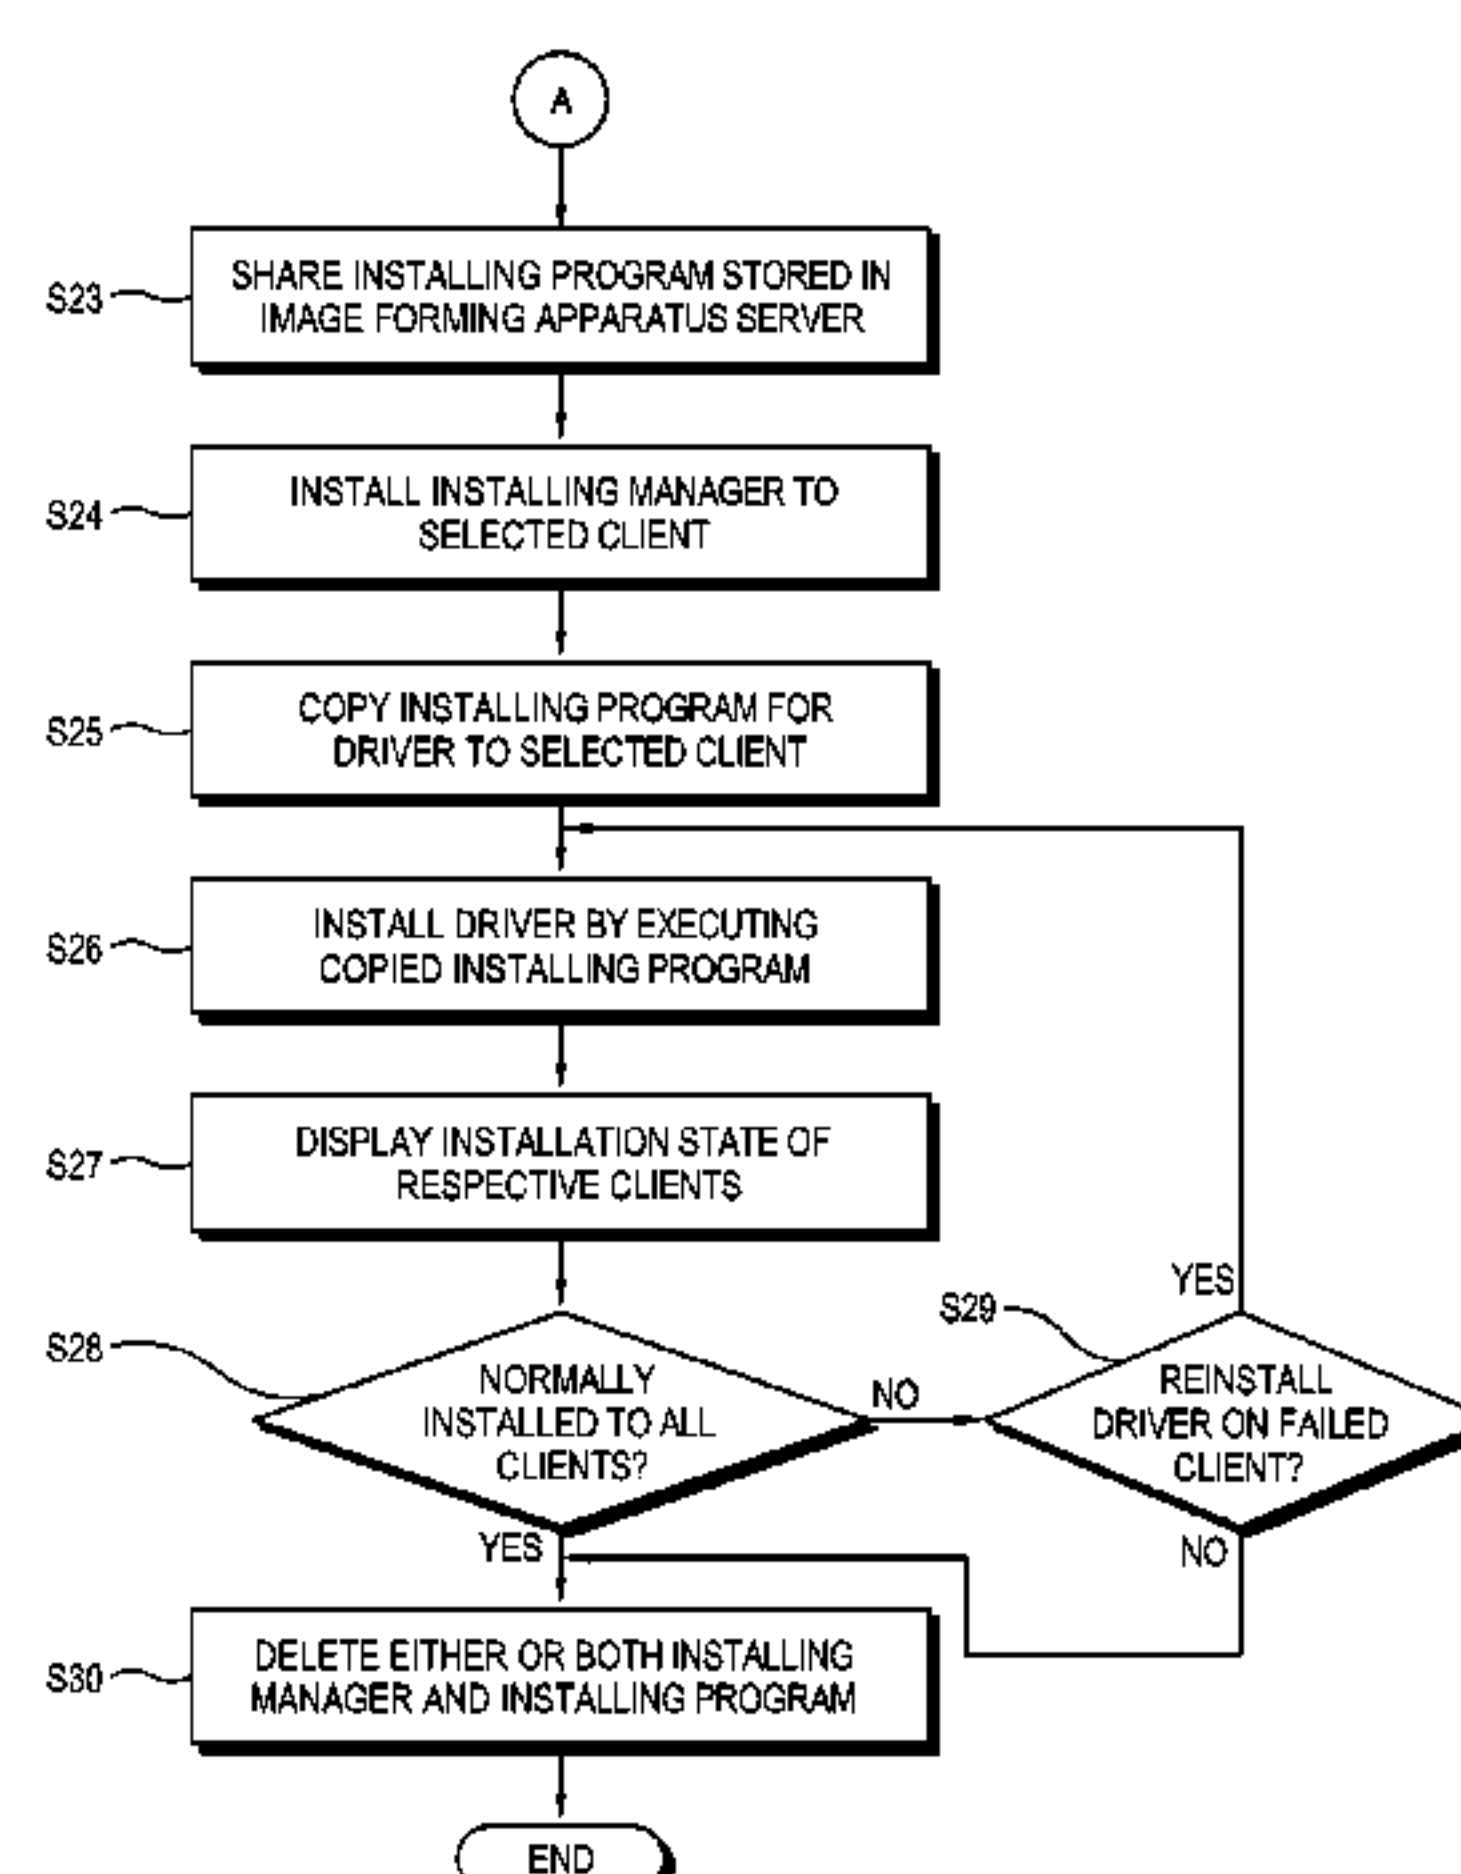 A
S23
SHARE INSTALLING PROGRAM STORED IN
IMAGE FORMING APPARATUS SERVER
S24
INSTALL INSTALLING MANAGER TO
SELECTED CLIENT
S25
COPY INSTALLING PROGRAM FOR
DRIVER TO SELECTED CLIENT
S26
INSTALL DRIVER BY EXECUTING
COPIED INSTALLING PROGRAM
S27
DISPLAY INSTALLATION STATE OF
RESPECTIVE CLIENTS
S28
NORMALLY
INSTALLED TO ALL
CLIENTS?
NO
YES
S29
REINSTALL
DRIVER ON FAILED
CLIENT?
YES
NO
S30
DELETE EITHER OR BOTH INSTALLING
MANAGER AND INSTALLING PROGRAM
END